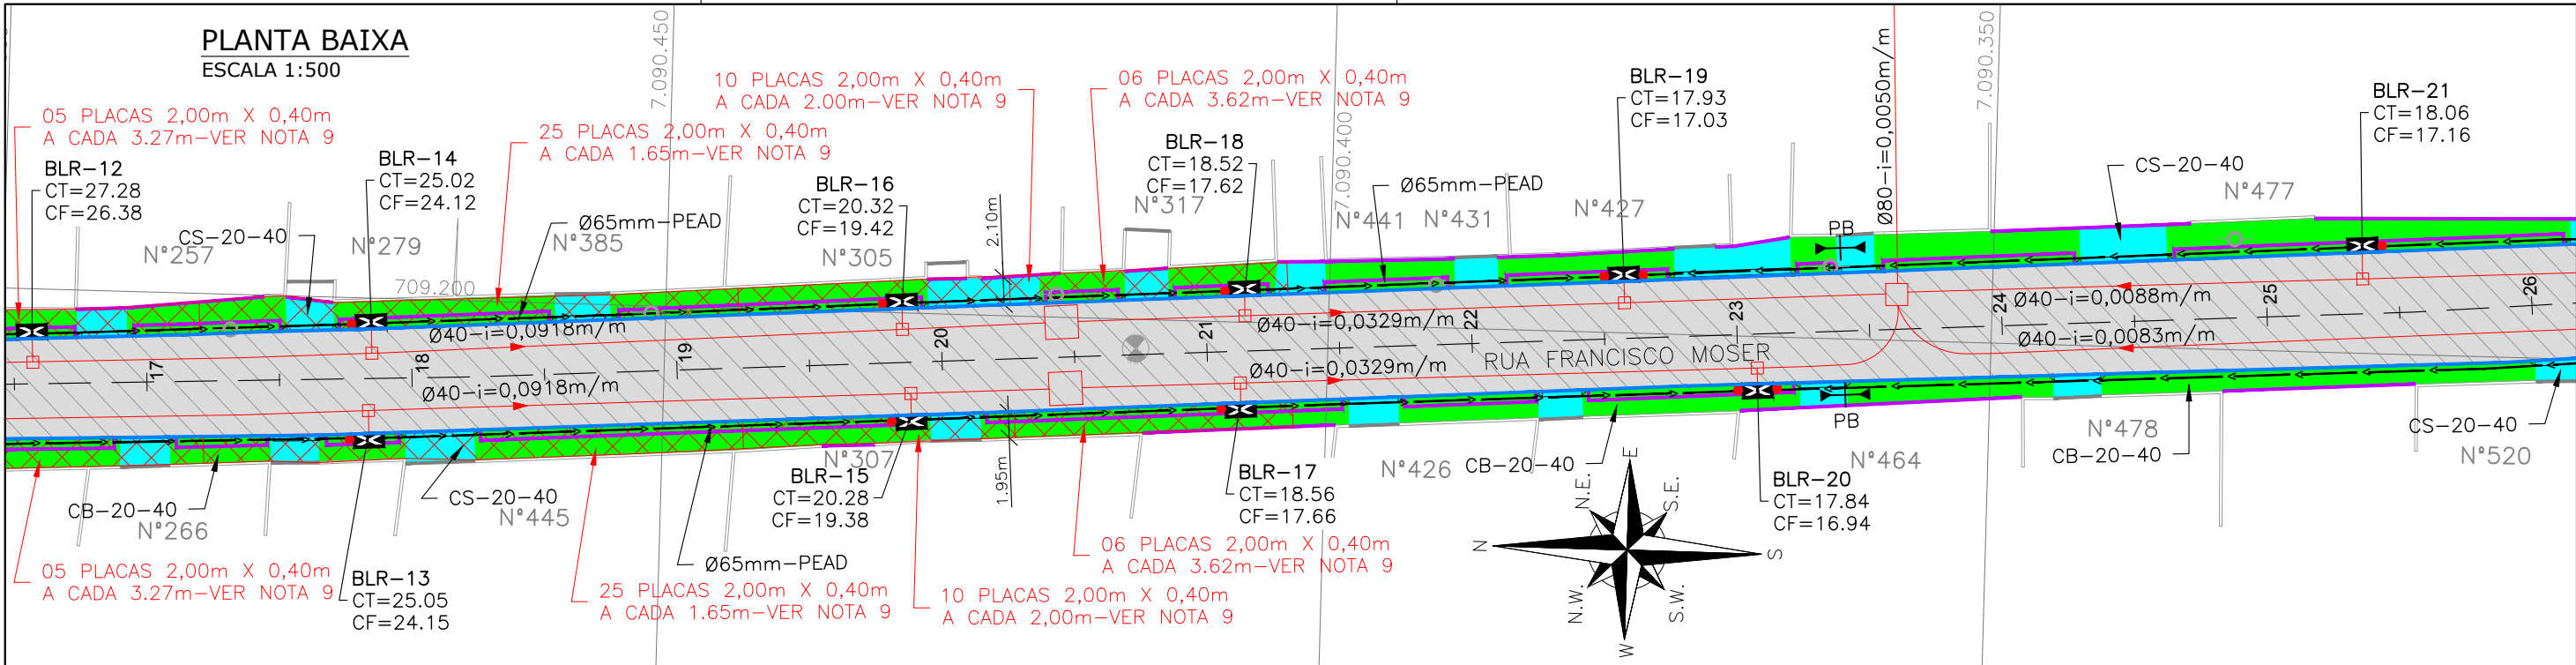 PLANTA BAIXA
ESCALA 1:500
05 PLACAS 2,00m X 0,40m
A CADA 3.27m-VER NOTA 9
BLR-12
CT=27.28
CF=26.38
N°257
CS-20-40
BLR-14
CT=25.02
CF=24.12
N°279
25 PLACAS 2,00m X 0,40m
A CADA 1.65m-VER NOTA 9
Ø65mm-PEAD
N°385
709.200
7.090.450
10 PLACAS 2,00m X 0,40m
A CADA 2.00m-VER NOTA 9
BLR-16
CT=20.32
CF=19.42
N°305
2.10m
06 PLACAS 2,00m X 0,40m
A CADA 3.62m-VER NOTA 9
BLR-18
CT=18.52
CF=17.62
N°317
7.090.400
Ø65mm-PEAD
N°441
N°431
BLR-19
CT=17.93
CF=17.03
N°427
Ø80-i=0,0050m/m
PB
7.090.350
CS-20-40
N°477
BLR-21
CT=18.06
CF=17.16
17
18
19
20
21
22
23
24
25
26
Ø40-i=0,0918m/m
Ø40-i=0,0329m/m
Ø40-i=0,0088m/m
Ø40-i=0,0918m/m
Ø40-i=0,0329m/m
RUA FRANCISCO MOSER
Ø40-i=0,0083m/m
CB-20-40
N°266
05 PLACAS 2,00m X 0,40m
A CADA 3.27m-VER NOTA 9
BLR-13
CT=25.05
CF=24.15
CS-20-40
N°445
25 PLACAS 2,00m X 0,40m
A CADA 1.65m-VER NOTA 9
Ø65mm-PEAD
N°307
BLR-15
CT=20.28
CF=19.38
10 PLACAS 2,00m X 0,40m
A CADA 2,00m-VER NOTA 9
1.95m
06 PLACAS 2,00m X 0,40m
A CADA 3.62m-VER NOTA 9
BLR-17
CT=18.56
CF=17.66
N°426
CB-20-40
E
N.E.
S.E.
N
S
N.W.
S.W.
W
BLR-20
CT=17.84
CF=16.94
PB
N°464
N°478
CB-20-40
CS-20-40
N°520